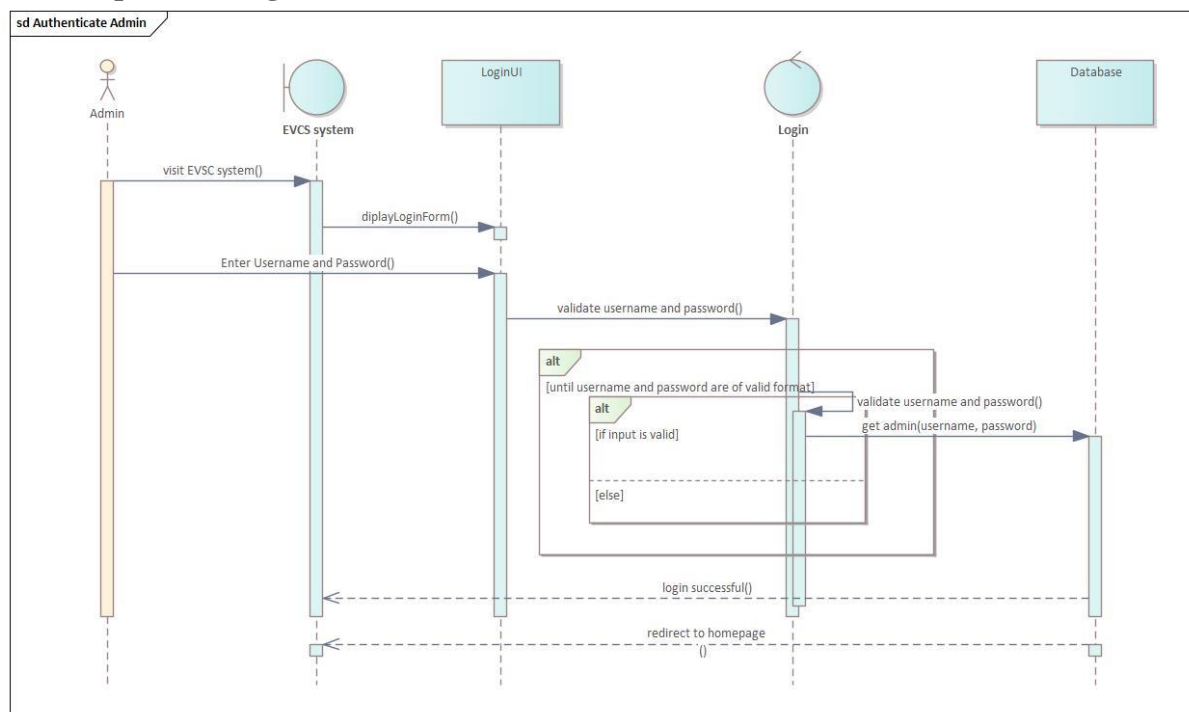 sd Authenticate Admin
Admin
EVCS system
LoginUI
Login
Database
visit EVSC system()
diplayLoginForm()
Enter Username and Password()
validate username and password()
alt
[until username and password are of valid format]
alt
validate username and password()
[if input is valid]
get admin(username, password)
[else]
login successful()
redirect to homepage
()